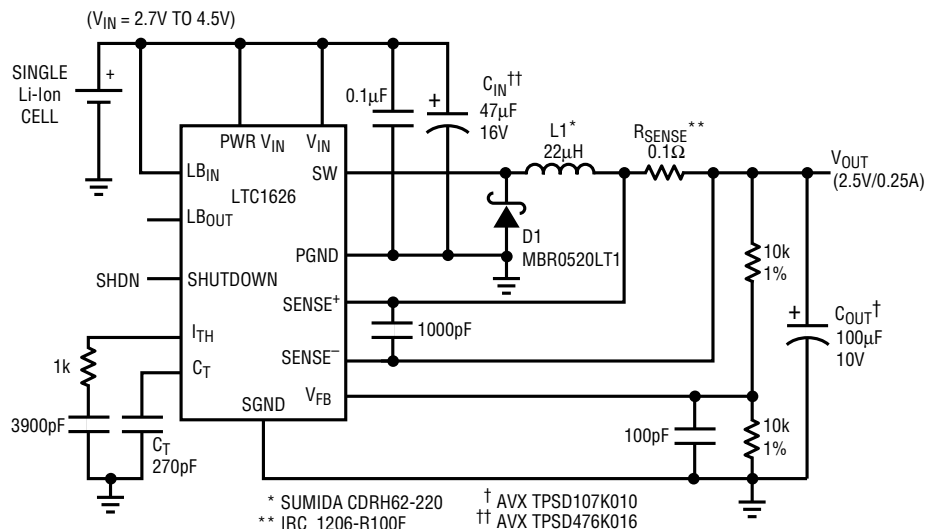 (VIN = 2.7V TO 4.5V)
SINGLE
Li-Ion
CELL
+
0.1µF
+
CIN††
47µF
16V
PWR VIN
VIN
LBIN
LTC1626
SW
L1*
22µH
RSENSE**
0.1Ω
VOUT
(2.5V/0.25A)
LBOUT
D1
MBR0520LT1
PGND
10k
1%
SHDN
SHUTDOWN
SENSE+
1000pF
+
COUT†
100µF
10V
ITH
1k
SENSE−
CT
VFB
SGND
3900pF
CT
270pF
100pF
10k
1%
* SUMIDA CDRH62-220
† AVX TPSD107K010
** IRC 1206-R100F
†† AVX TPSD476K016